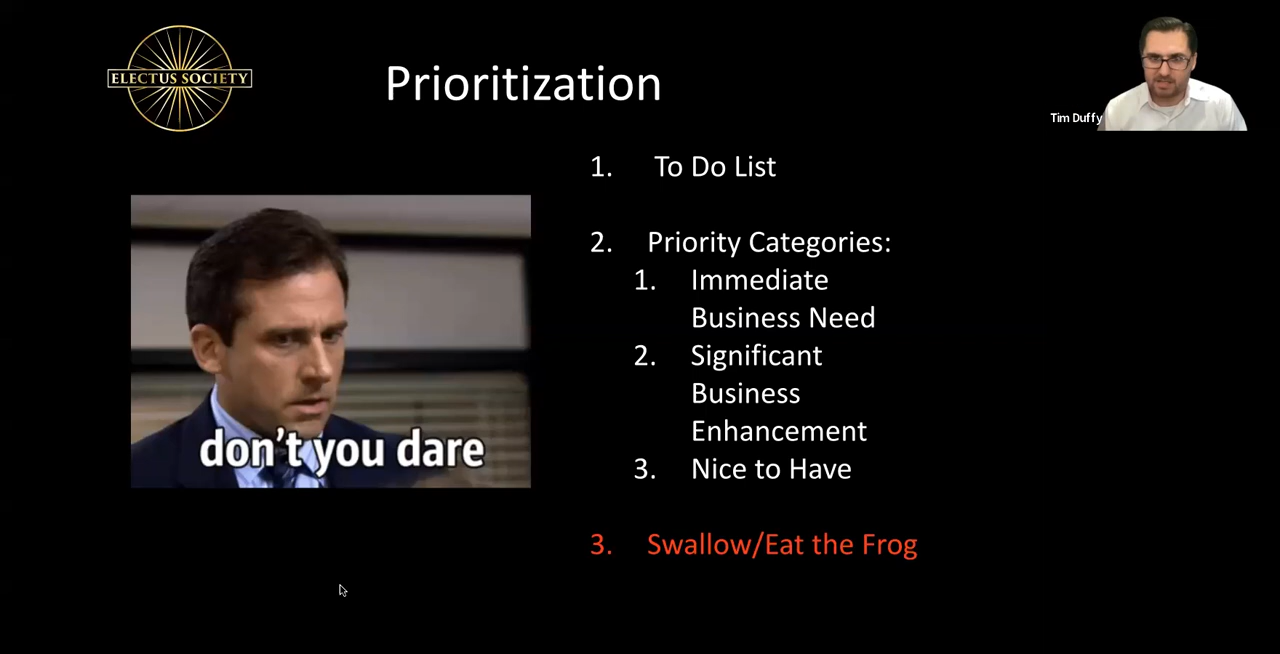 ELECTUS SOCIETY
Prioritization
Tim Duffy
1. To Do List
2. Priority Categories:
1. Immediate
Business Need
2. Significant
Business
Enhancement
3. Nice to Have
don't you dare
3. Swallow/Eat the Frog